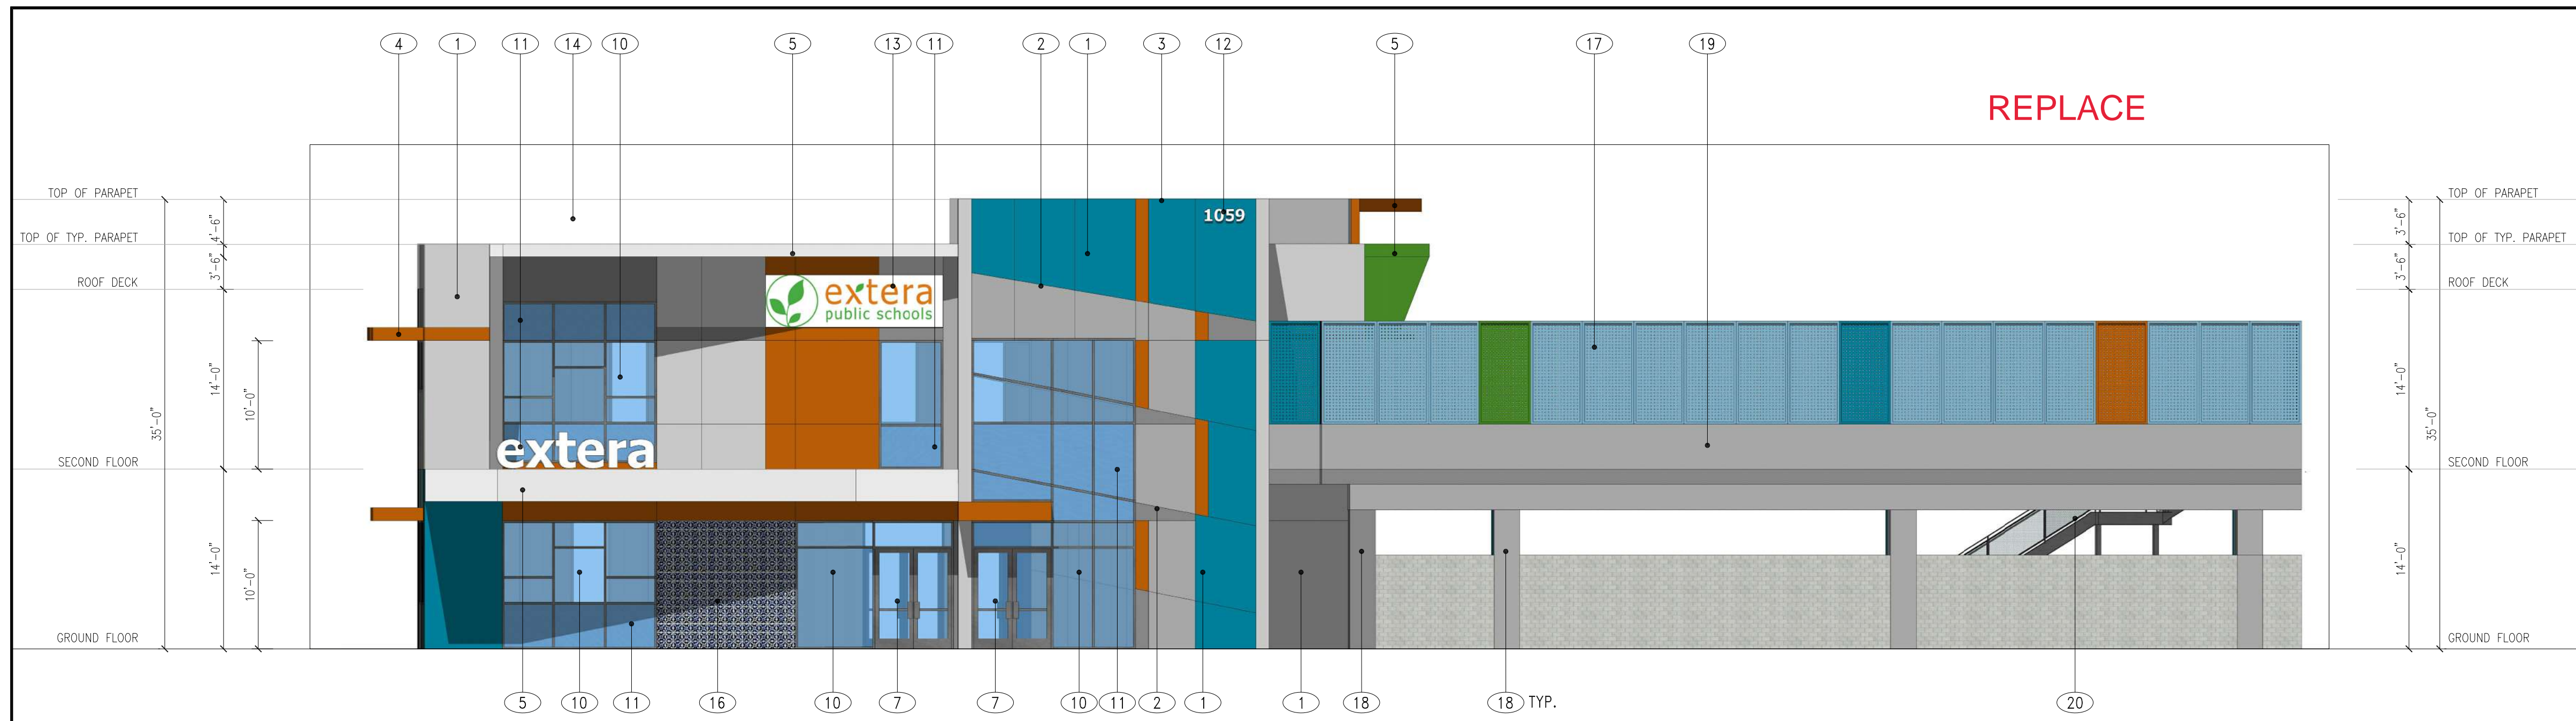 4 1 11 14 10 5 13 11 2 1 3 12 5 17 19
REPLACE
TOP OF PARAPET
TOP OF TYP. PARAPET
ROOF DECK
SECOND FLOOR
GROUND FLOOR
35'-0"
4'-6"
3'-6"
14'-0"
14'-0"
10'-0"
10'-0"
1059
extera
public schools
extera
TOP OF PARAPET
TOP OF TYP. PARAPET
ROOF DECK
SECOND FLOOR
GROUND FLOOR
3'-6"
3'-6"
14'-0"
14'-0"
35'-0"
5 10 11 16 10 7 7 10 11 2 1 1 18 18 TYP. 20